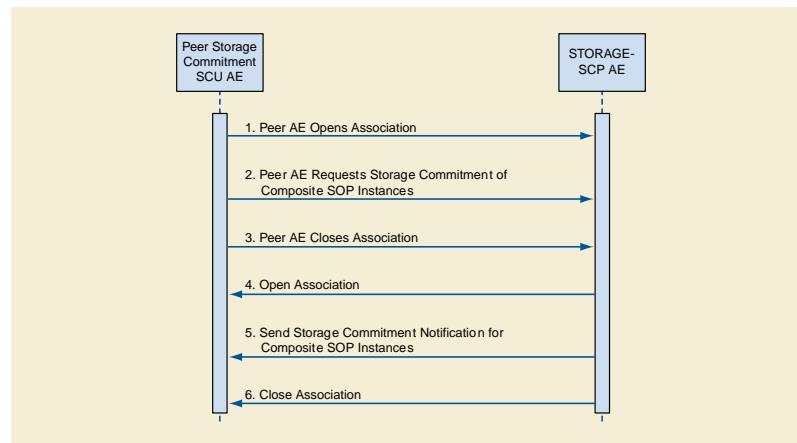 Peer Storage
Commitment
SCU AE
STORAGE-
SCP AE
1. Peer AE Opens Association
2. Peer AE Requests Storage Commitment of
Composite SOP Instances
3. Peer AE Closes Association
4. Open Association
5. Send Storage Commitment Notification for
Composite SOP Instances
6. Close Association